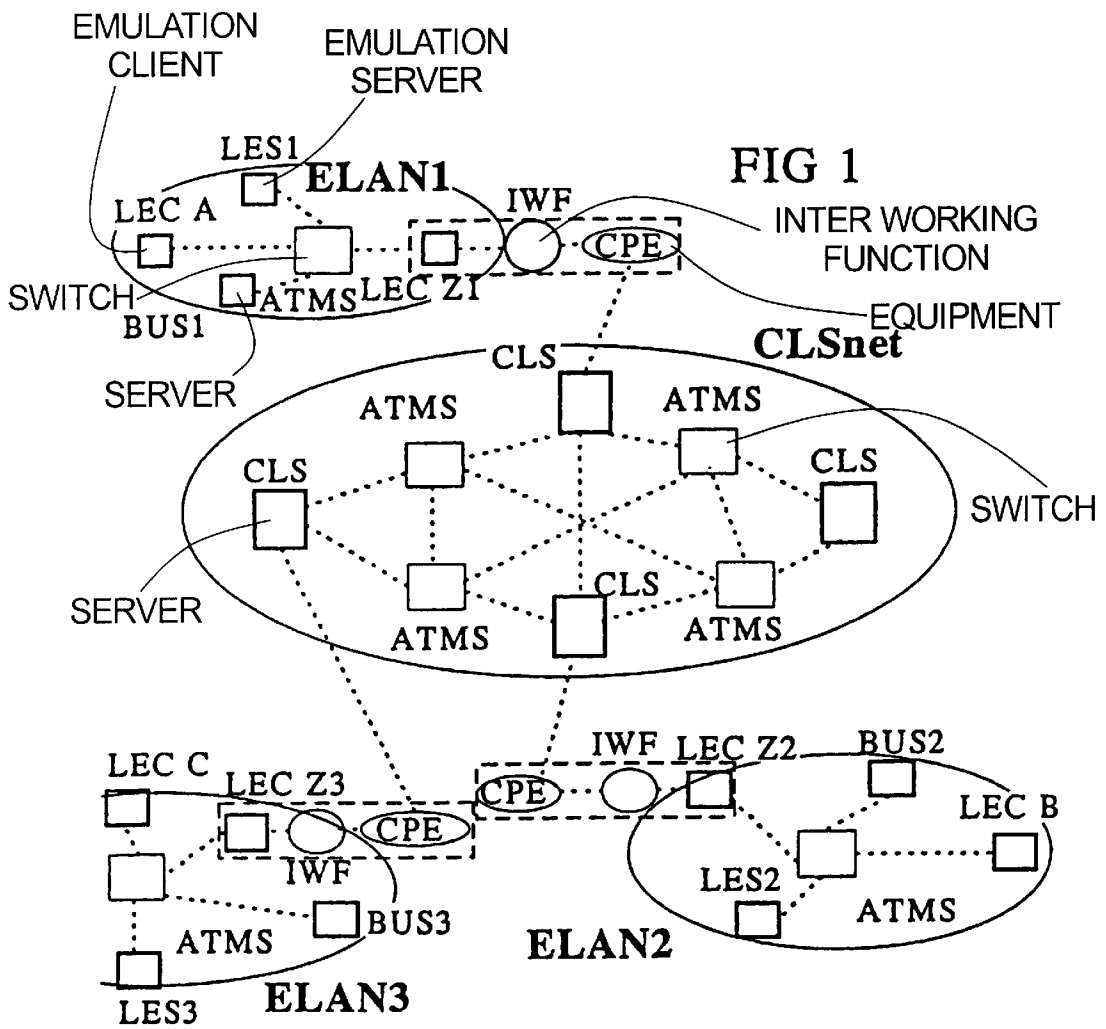 EMULATION
CLIENT
EMULATION
SERVER
LES1
ELAN1
FIG 1
LEC A
IWF
INTER WORKING
FUNCTION
CPE
SWITCH
ATMS
LEC Z1
BUS1
EQUIPMENT
CLSnet
SERVER
CLS
ATMS
ATMS
CLS
CLS
SWITCH
CLS
SERVER
ATMS
ATMS
IWF
LEC Z2
BUS2
LEC C
LEC Z3
CPE
LEC B
CPE
IWF
LES2
BUS3
ATMS
ATMS
ELAN2
LES3
ELAN3